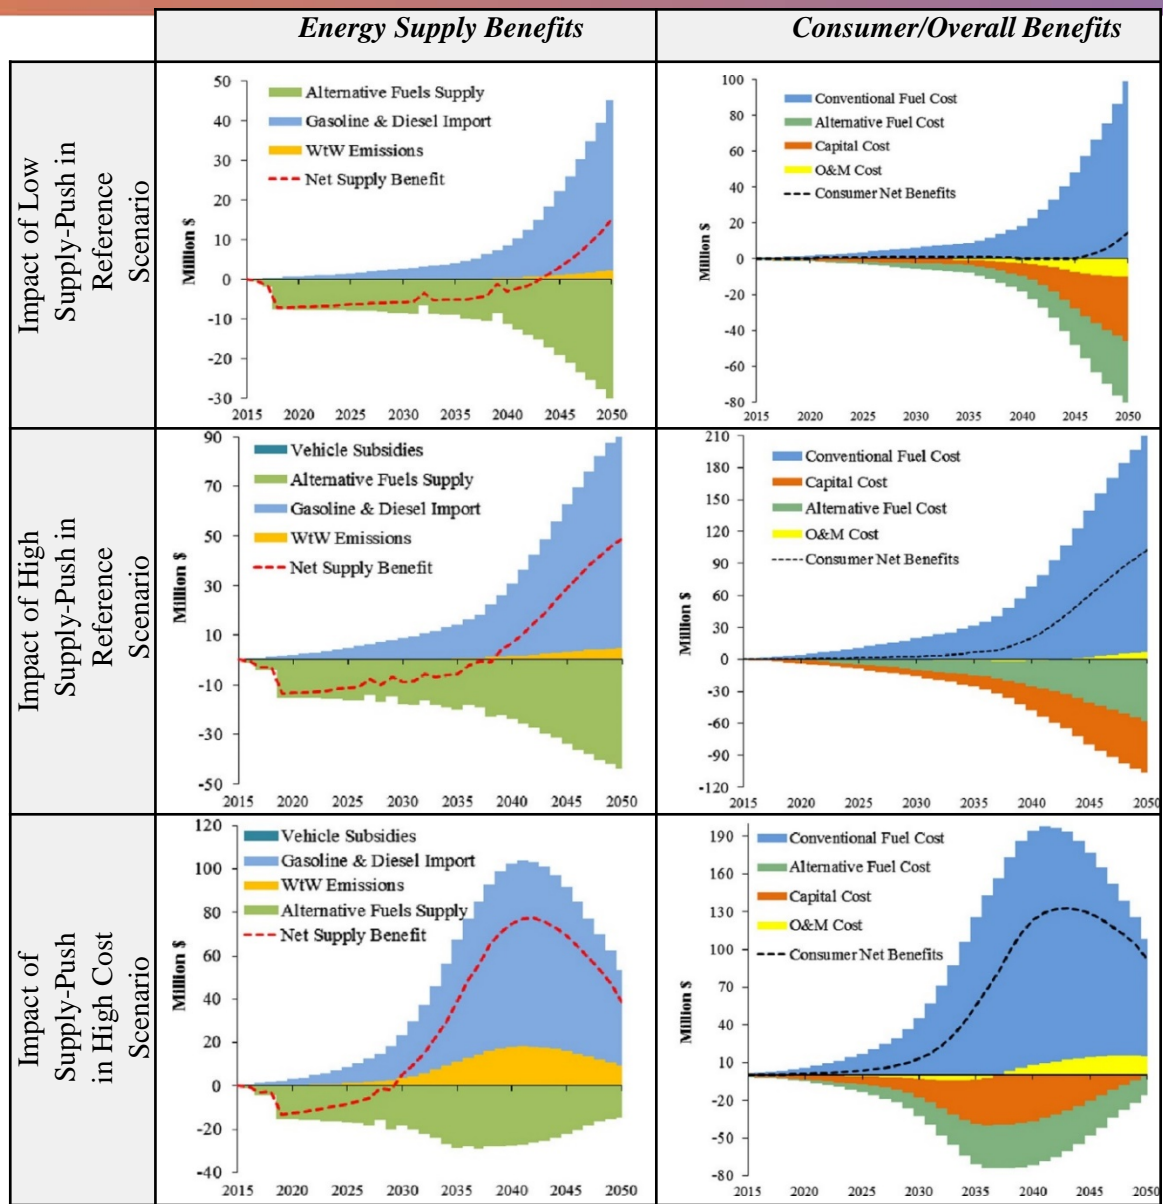 Energy Supply Benefits
Consumer/Overall Benefits
Impact of Low
Supply-Push in
Reference
Scenario
50
40
30
20
10
0
-10
-20
-30
Million $
Alternative Fuels Supply
Gasoline & Diesel Import
WtW Emissions
Net Supply Benefit
2015 2020 2025 2030 2035 2040 2045 2050
100
80
60
40
20
0
-20
-40
-60
-80
Million $
Conventional Fuel Cost
Alternative Fuel Cost
Capital Cost
O&M Cost
Consumer Net Benefits
2015 2020 2025 2030 2035 2040 2045 2050
Impact of High
Supply-Push in
Reference
Scenario
90
70
50
30
10
-10
-30
-50
Million $
Vehicle Subsidies
Alternative Fuels Supply
Gasoline & Diesel Import
WtW Emissions
Net Supply Benefit
2015 2020 2025 2030 2035 2040 2045 2050
210
180
150
120
90
60
30
0
-30
-60
-90
-120
Million $
Conventional Fuel Cost
Capital Cost
Alternative Fuel Cost
O&M Cost
Consumer Net Benefits
2015 2020 2025 2030 2035 2040 2045 2050
Impact of
Supply-Push
in High Cost
Scenario
120
100
80
60
40
20
0
-20
-40
Million $
Vehicle Subsidies
Gasoline & Diesel Import
WtW Emissions
Alternative Fuels Supply
Net Supply Benefit
2015 2020 2025 2030 2035 2040 2045 2050
190
160
130
100
70
40
10
-20
-50
-80
Million $
Conventional Fuel Cost
Alternative Fuel Cost
Capital Cost
O&M Cost
Consumer Net Benefits
2015 2020 2025 2030 2035 2040 2045 2050